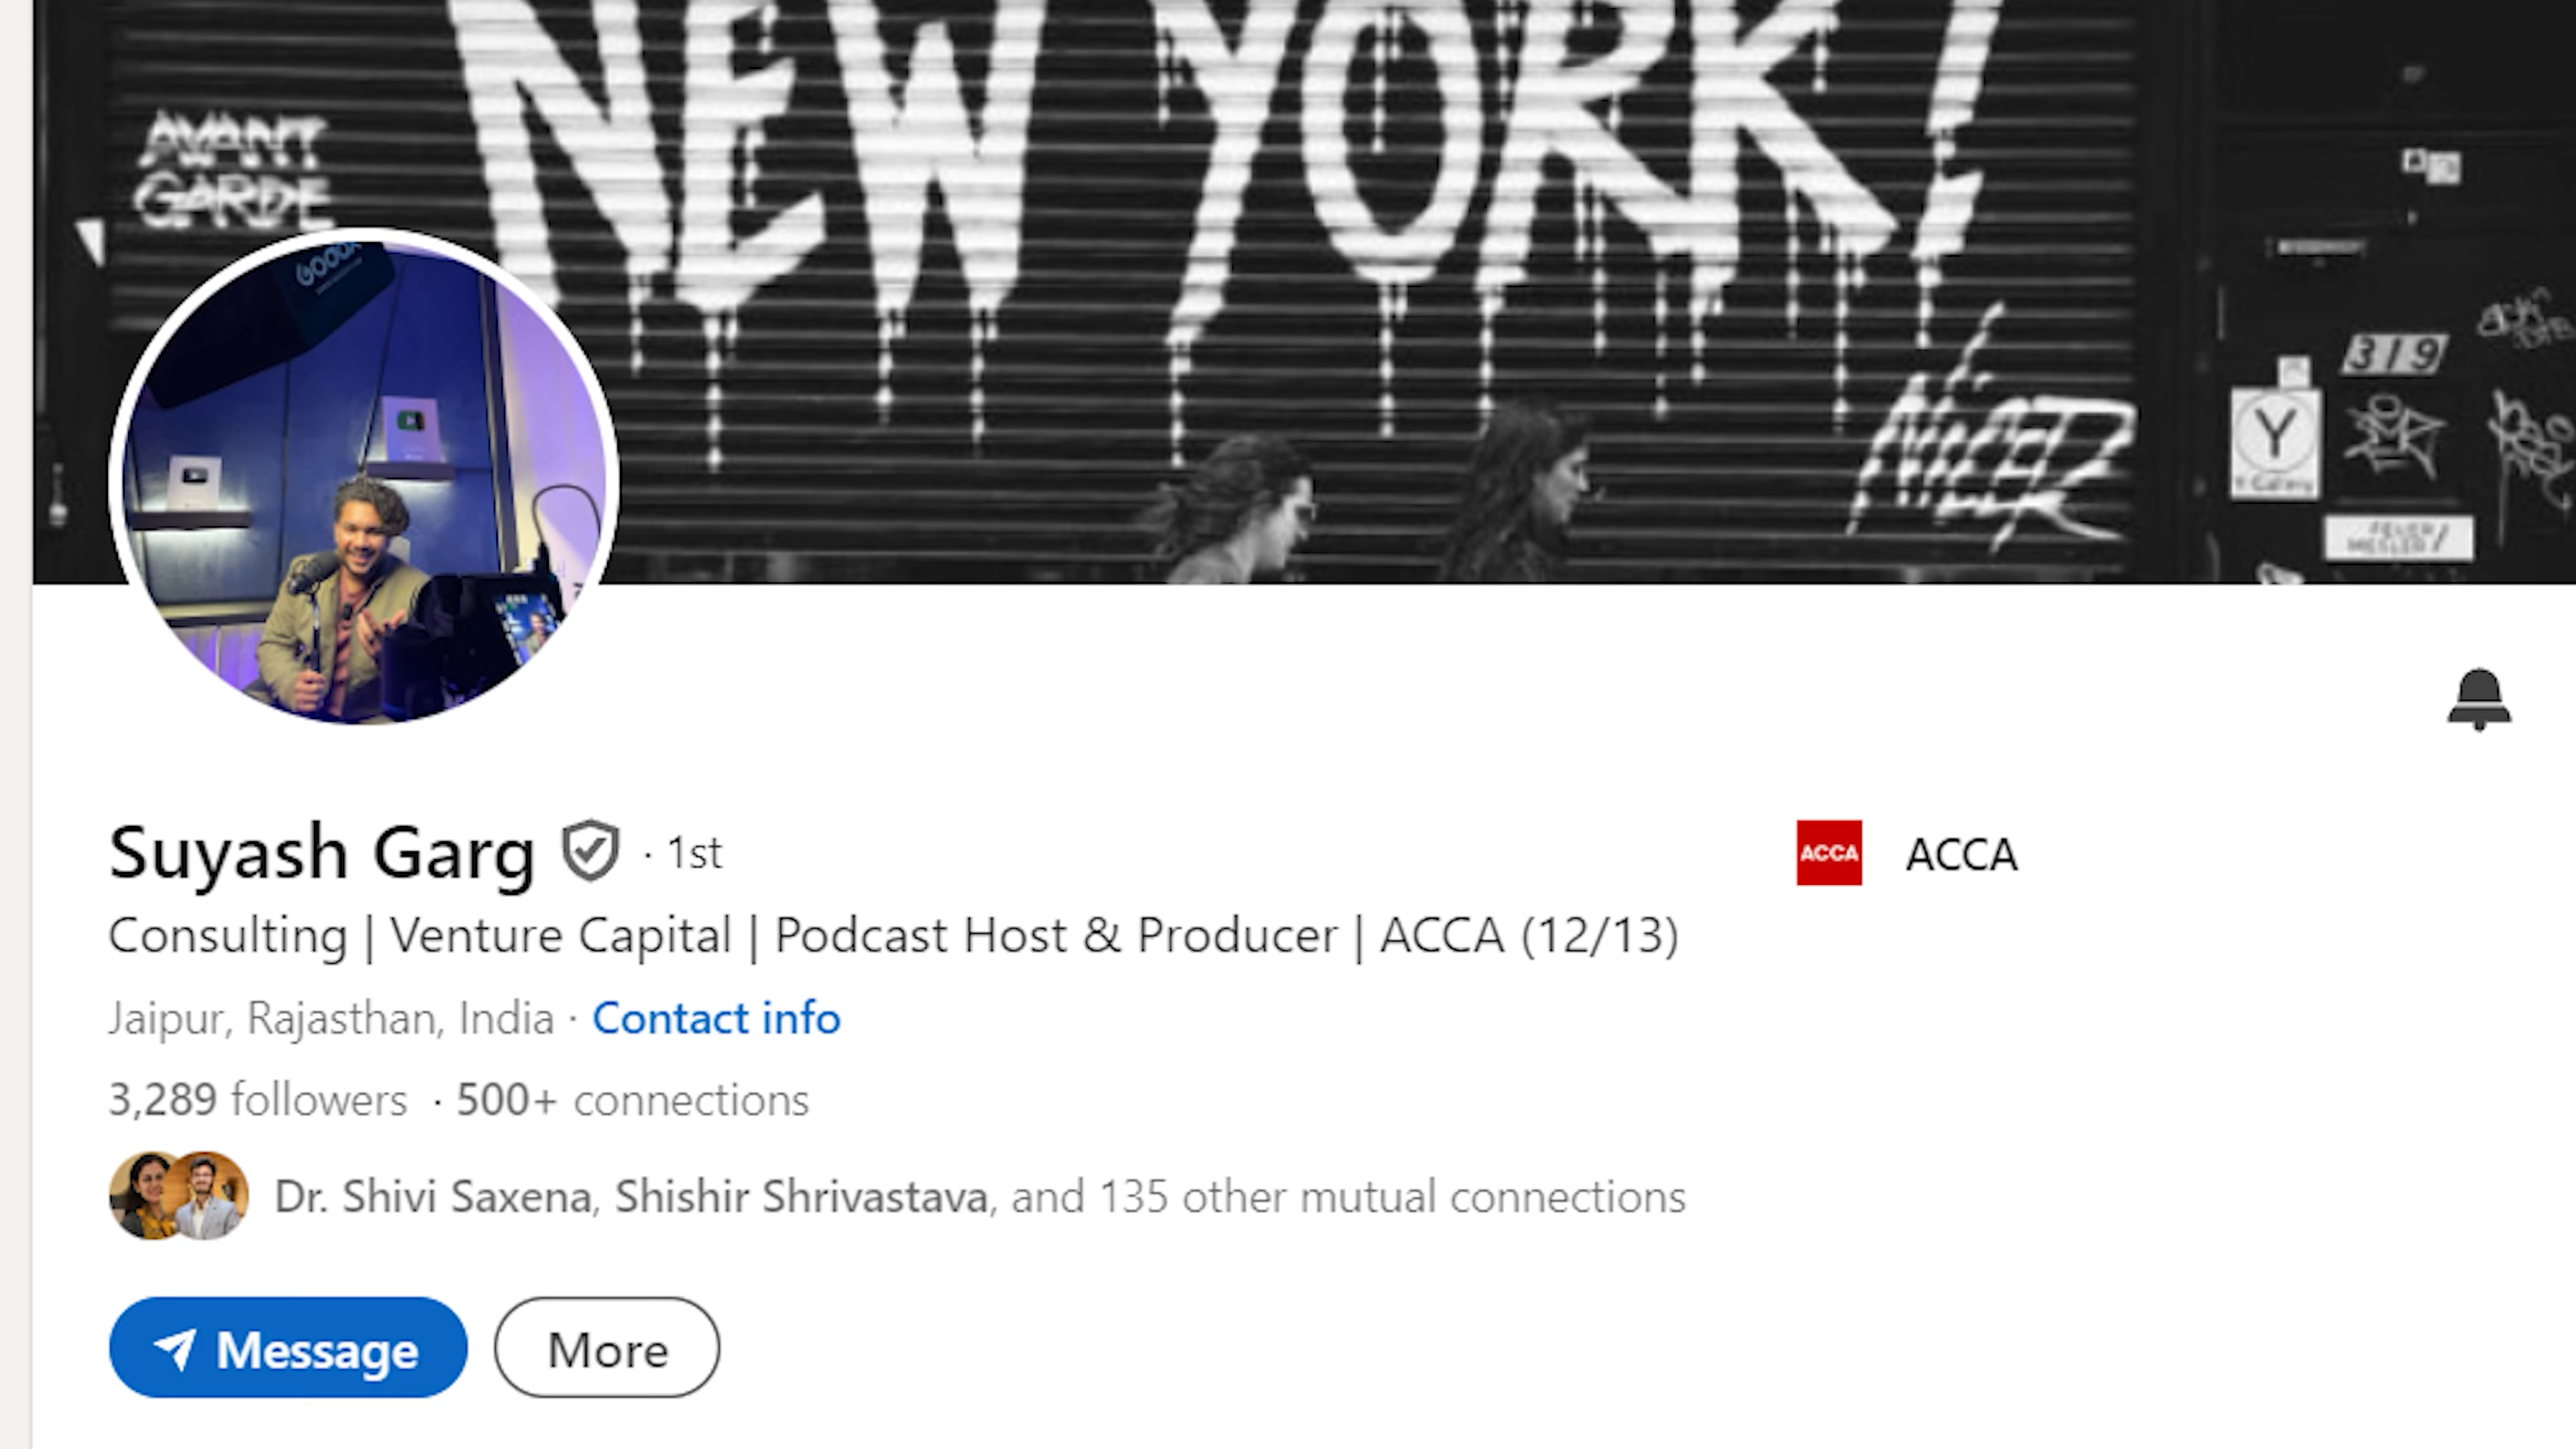 NEW YORK!
AVANT
GARDE
319
Y
Suyash Garg · 1st
ACCA
ACCA
Consulting | Venture Capital | Podcast Host & Producer | ACCA (12/13)
Jaipur, Rajasthan, India · Contact info
3,289 followers · 500+ connections
Dr. Shivi Saxena, Shishir Shrivastava, and 135 other mutual connections
Message
More